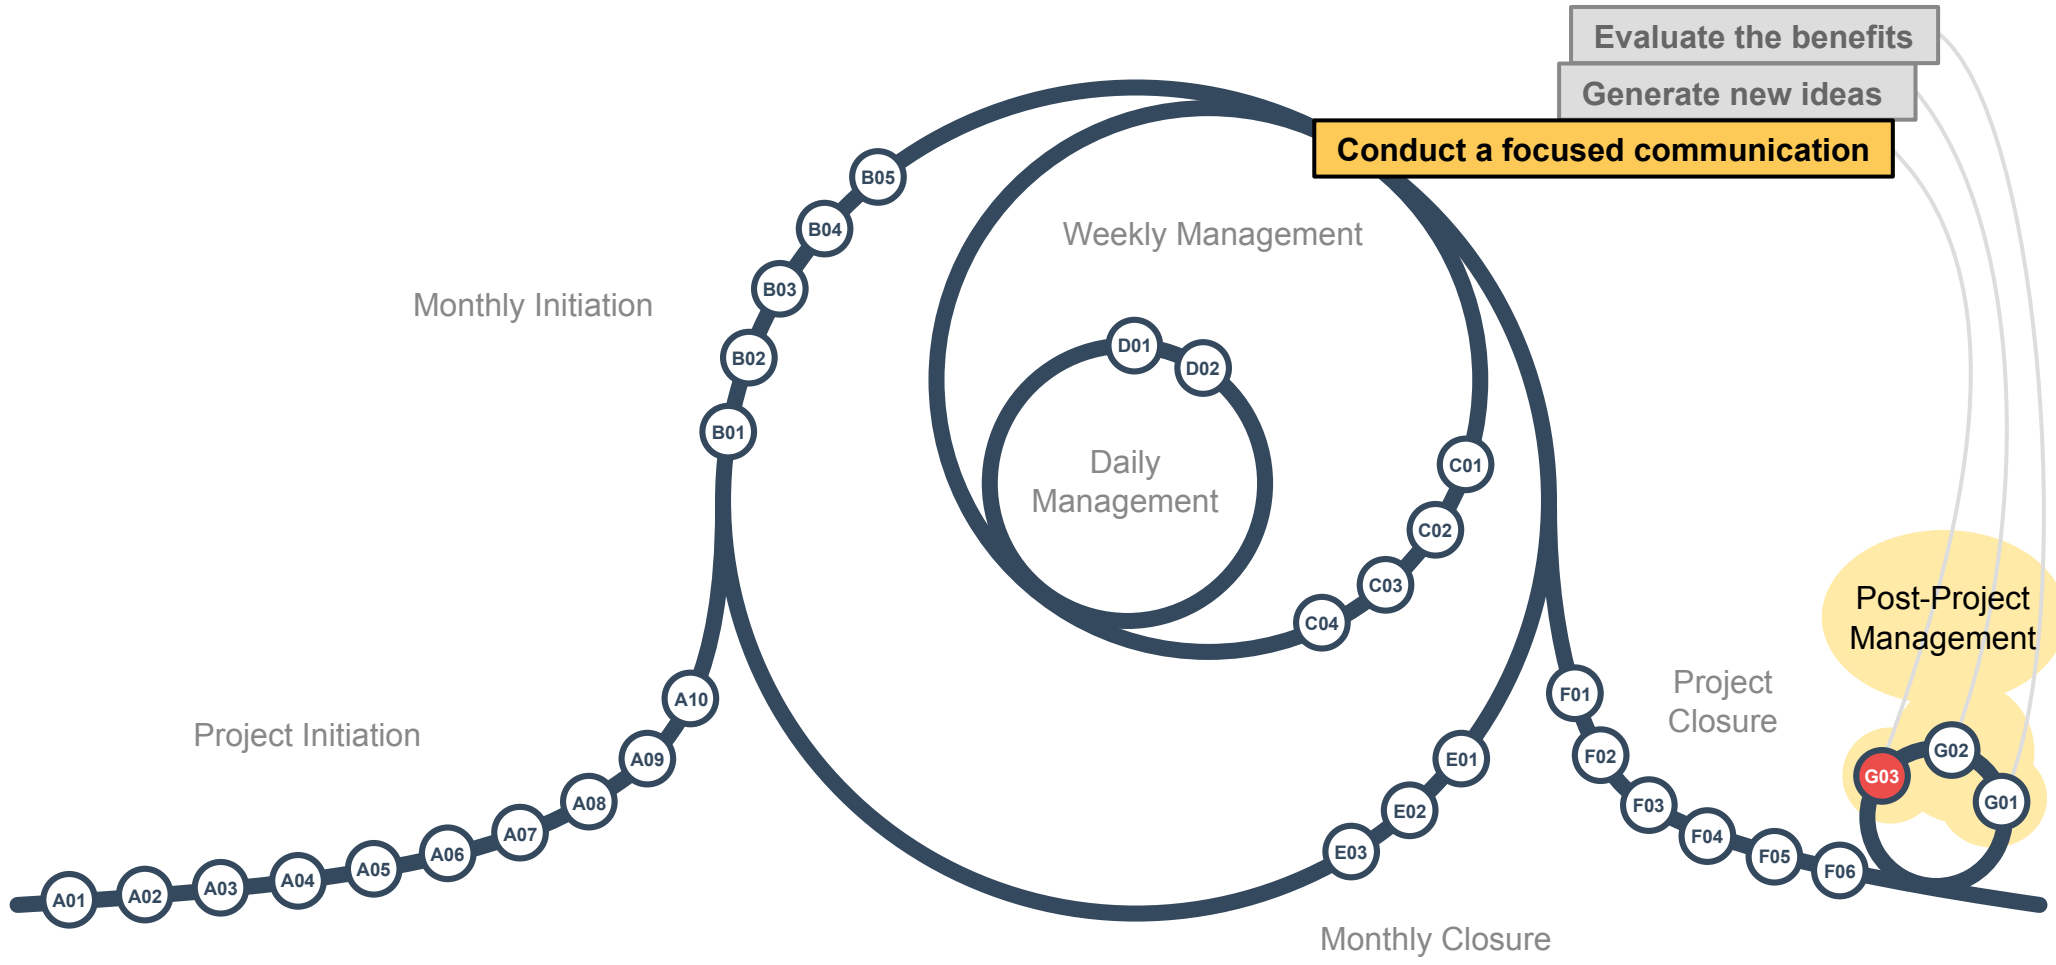 Evaluate the benefits
Generate new ideas
Conduct a focused communication
B05
B04
B03
B02
B01
Monthly Initiation
Weekly Management
D01
D02
Daily
Management
C01
C02
C03
C04
Post-Project
Management
Project Initiation
A01
A02
A03
A04
A05
A06
A07
A08
A09
A10
E01
E02
E03
Monthly Closure
Project
Closure
F01
F02
F03
F04
F05
F06
G03
G02
G01